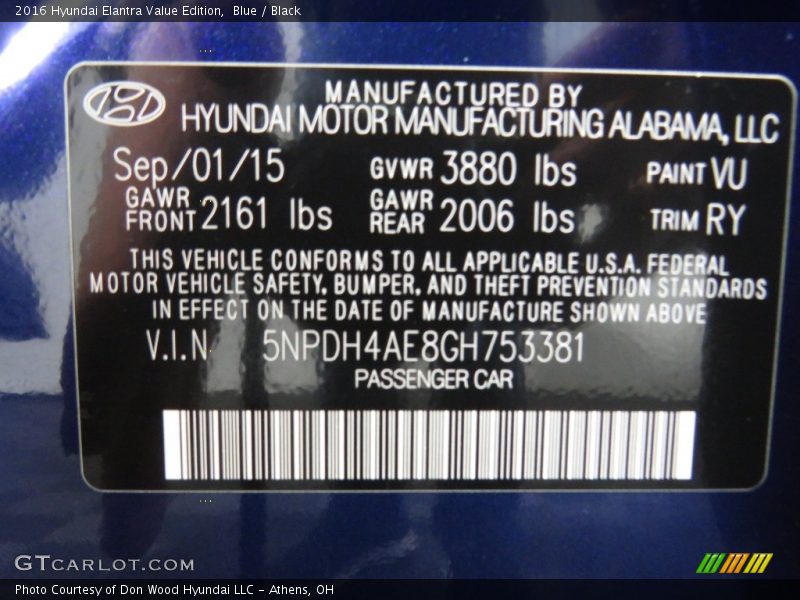 2016 Hyundai Elantra Value Edition, Blue / Black
MANUFACTURED BY
HYUNDAI MOTOR MANUFACTURING ALABAMA, LLC
Sep/01/15 GVWR 3880 lbs PAINT VU
GAWR FRONT 2161 lbs GAWR REAR 2006 lbs TRIM RY
THIS VEHICLE CONFORMS TO ALL APPLICABLE U.S.A. FEDERAL
MOTOR VEHICLE SAFETY, BUMPER, AND THEFT PREVENTION STANDARDS
IN EFFECT ON THE DATE OF MANUFACTURE SHOWN ABOVE
V.I.N 5NPDH4AE8GH753381
PASSENGER CAR
GTCARLOT.COM
Photo Courtesy of Don Wood Hyundai LLC - Athens, OH